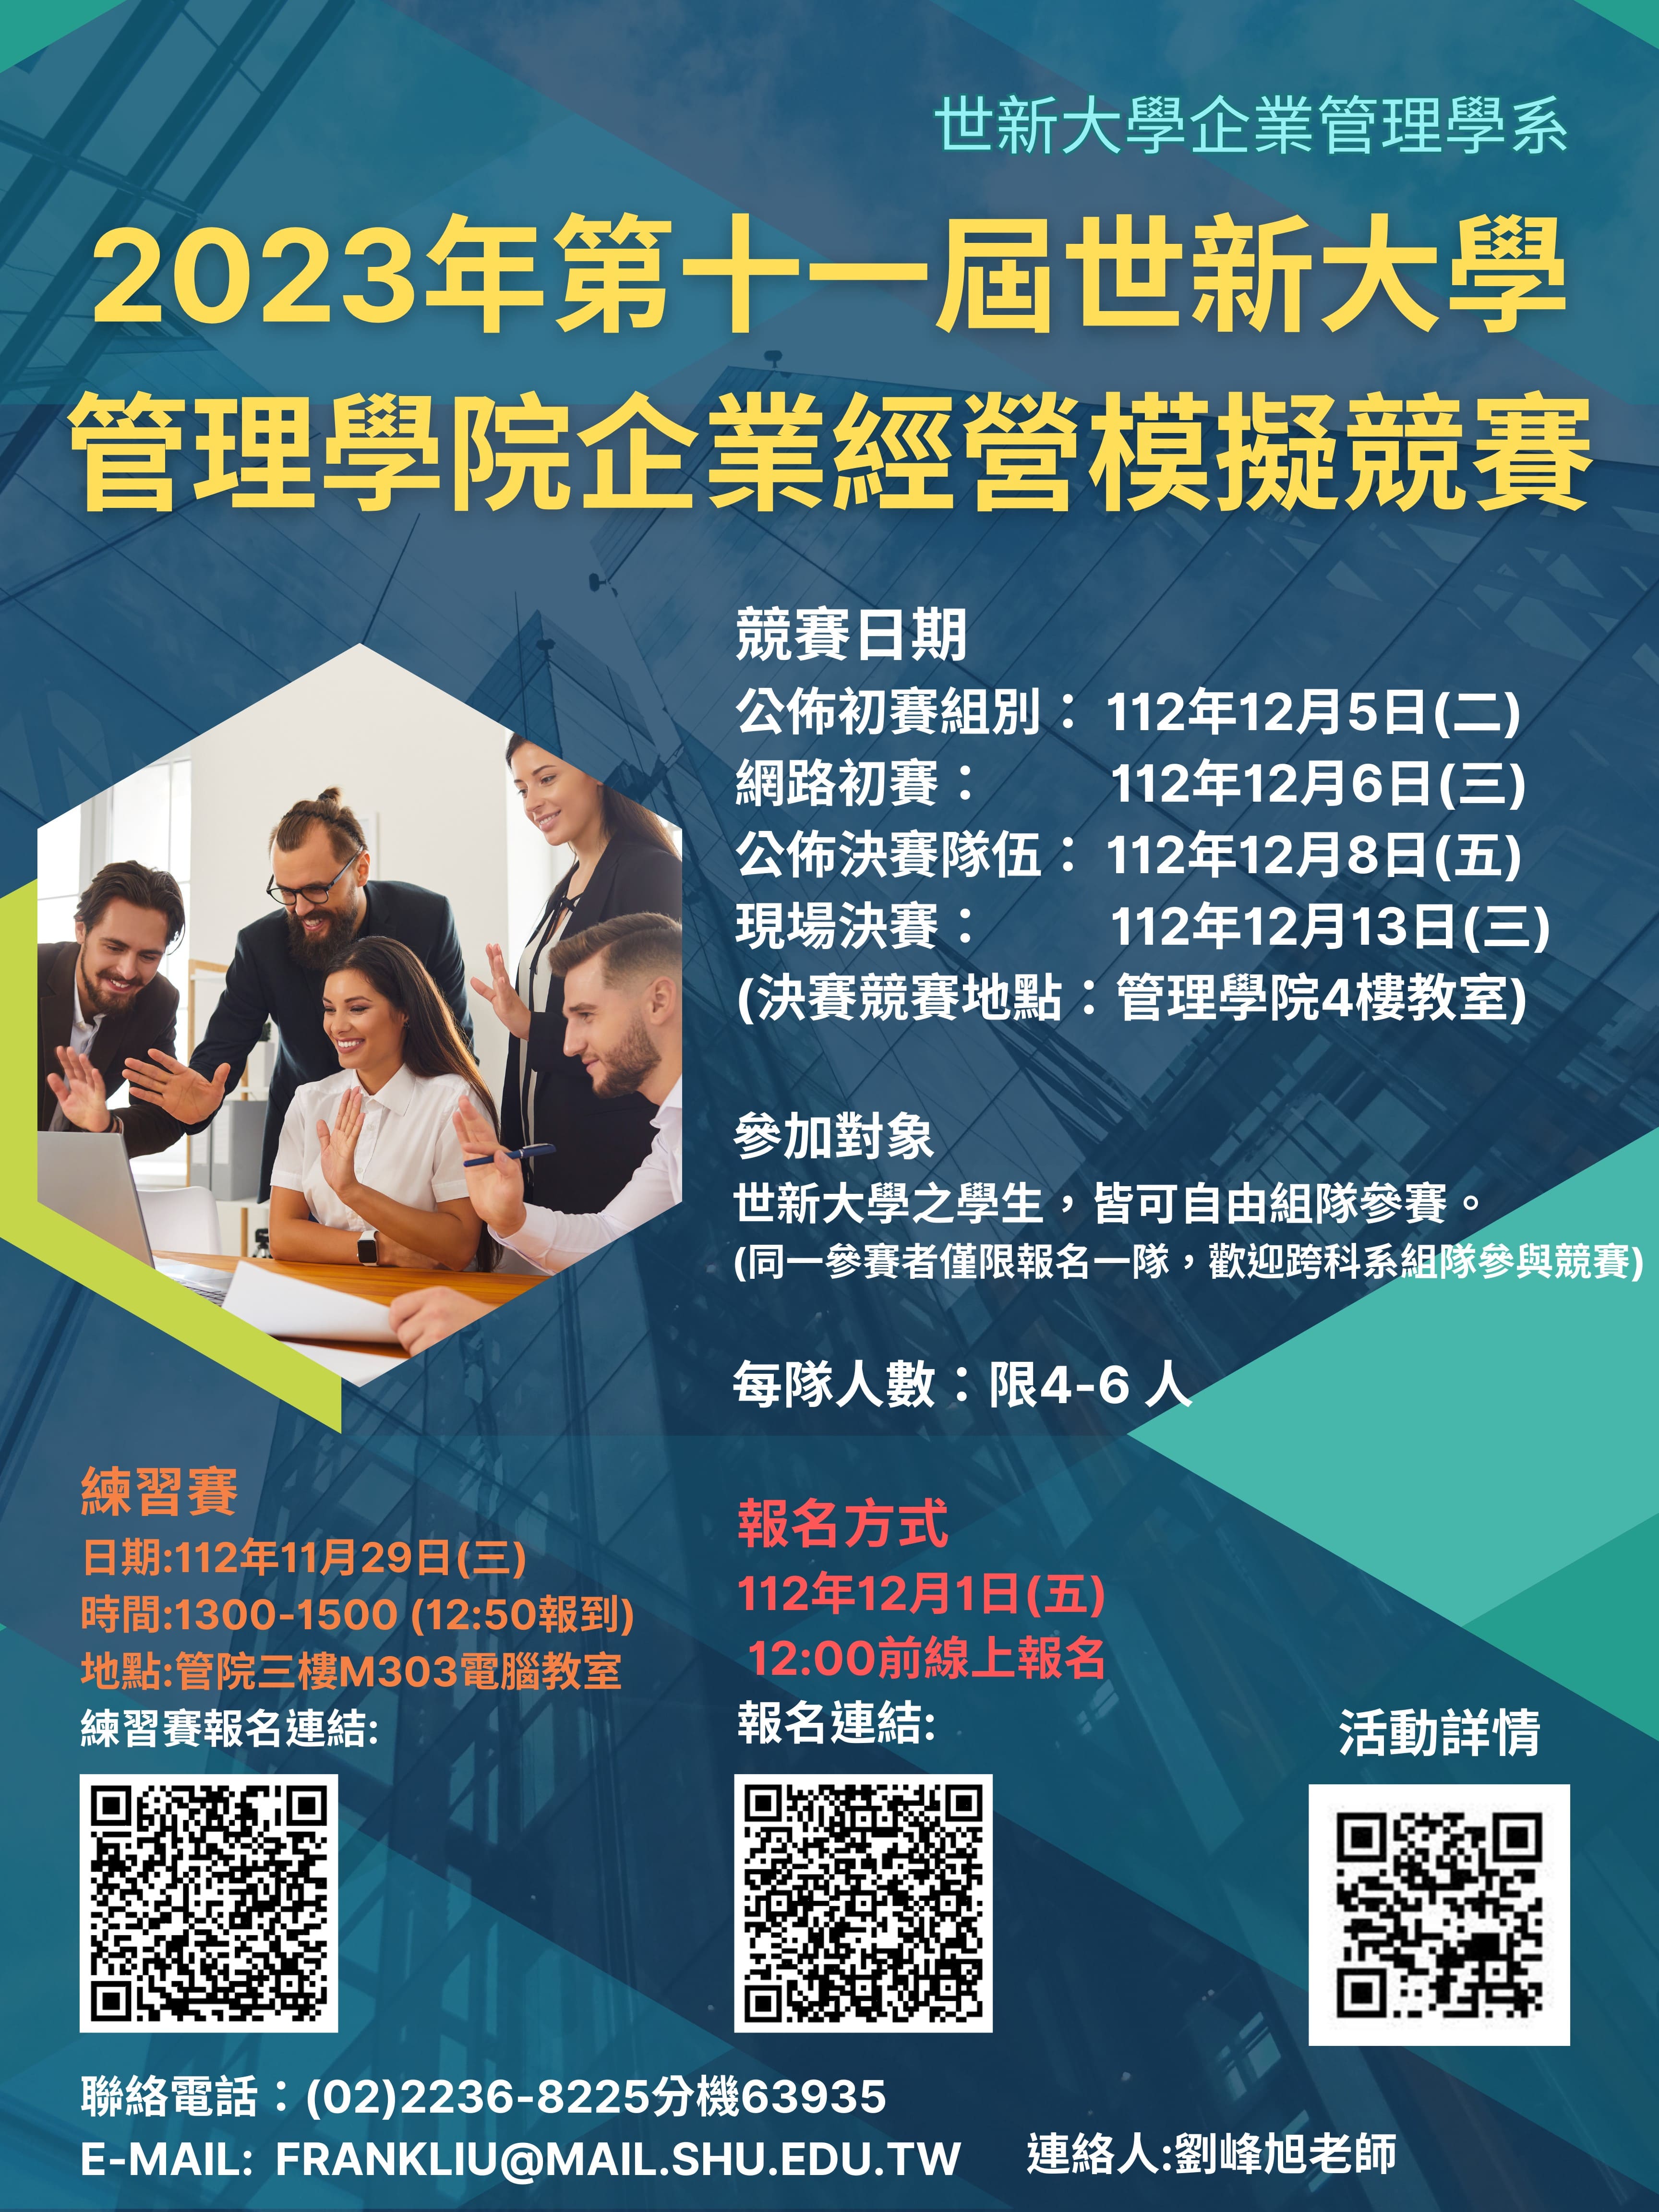 世新大學企業管理學系
2023年第十一屆世新大學
管理學院企業經營模擬競賽
競賽日期
公佈初賽組別： 112年12月5日(二)
網路初賽： 112年12月6日(三)
公佈決賽隊伍： 112年12月8日(五)
現場決賽： 112年12月13日(三)
(決賽競賽地點：管理學院4樓教室)
參加對象
世新大學之學生，皆可自由組隊參賽。
(同一參賽者僅限報名一隊，歡迎跨科系組隊參與競賽)
每隊人數：限4-6 人
練習賽
日期:112年11月29日(三)
時間:1300-1500 (12:50報到)
地點:管院三樓M303電腦教室
練習賽報名連結:
報名方式
112年12月1日(五)
12:00前線上報名
報名連結:
活動詳情
聯絡電話：(02)2236-8225分機63935
E-MAIL: FRANKLIU@MAIL.SHU.EDU.TW
連絡人:劉峰旭老師